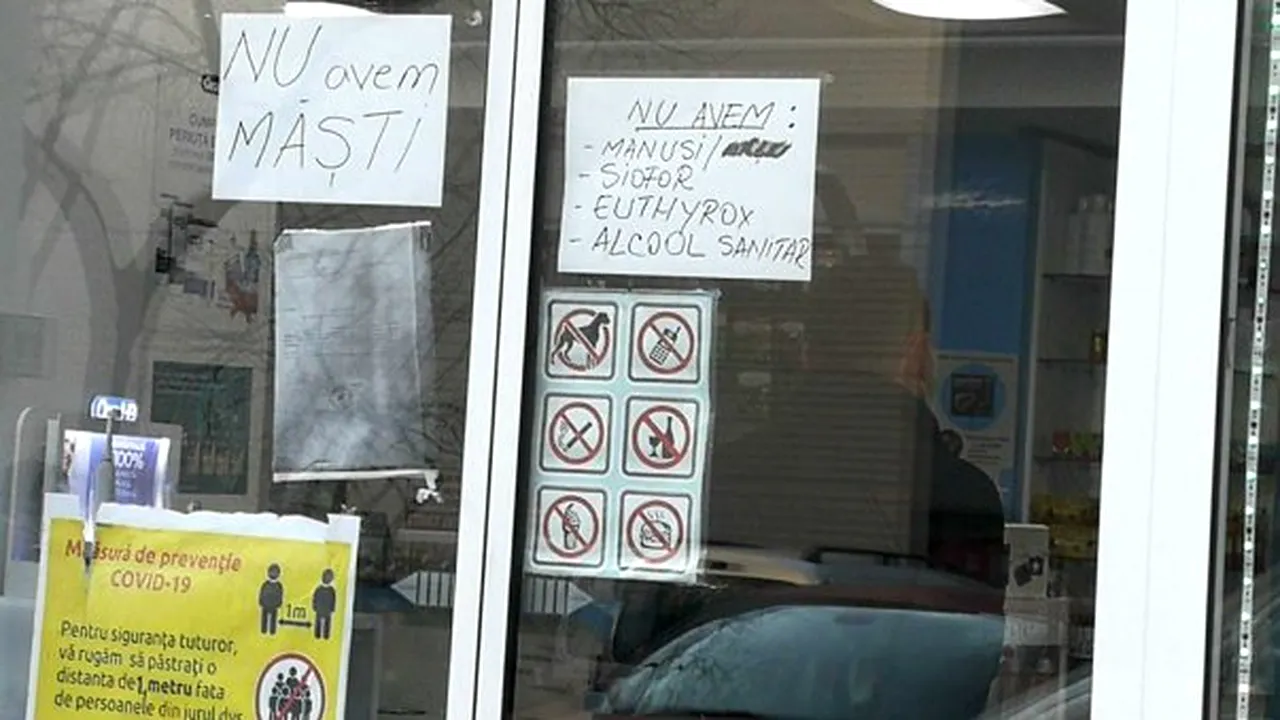 NU avem
MĂȘTI
NU AVEM :
- MANUSI/
- SIOFOR
- EUTHYROX
- ALCOOL SANITAR
100%
Măsură de prevenție
COVID-19
1m
Pentru siguranța tuturor,
vă rugăm să păstrați o
distanta de 1 metru fata
de persoanele din jurul dvs